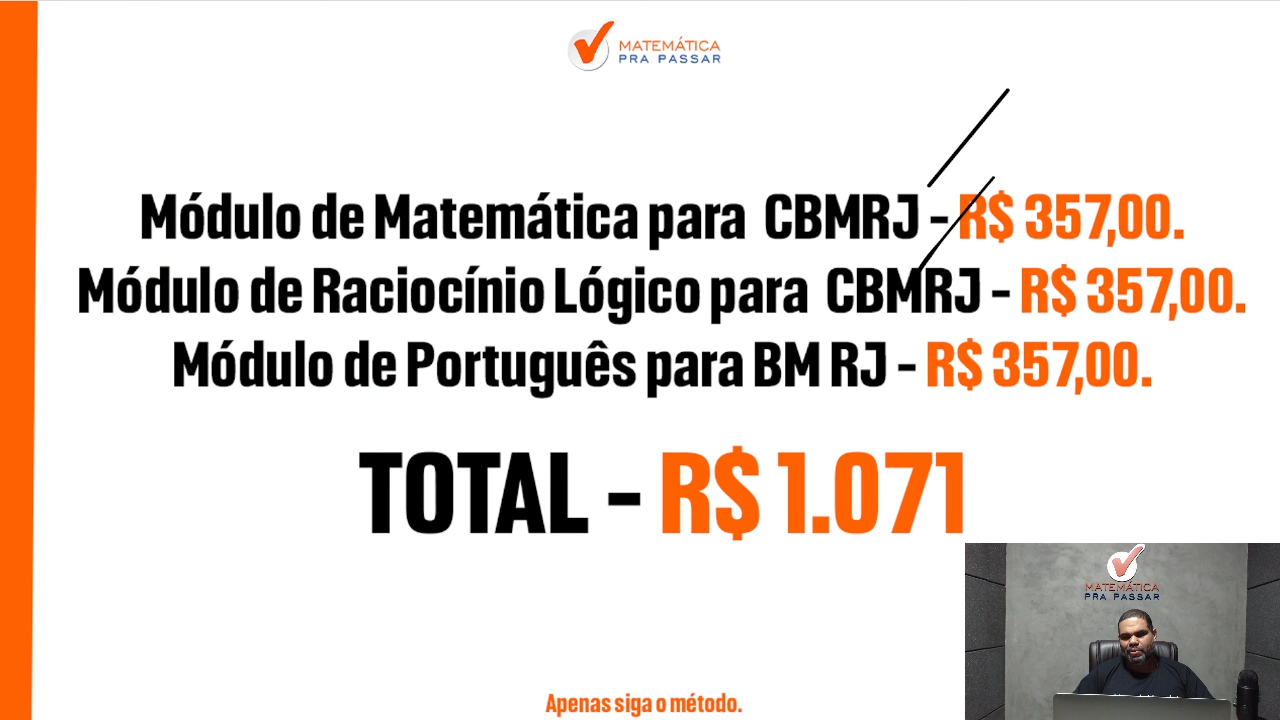 MATEMÁTICA
PRA PASSAR
Módulo de Matemática para CBMRJ - R$ 357,00.
Módulo de Raciocínio Lógico para CBMRJ - R$ 357,00.
Módulo de Português para BM RJ - R$ 357,00.
TOTAL - R$ 1.071
MATEMÁTICA
PRA PASSAR
Apenas siga o método.